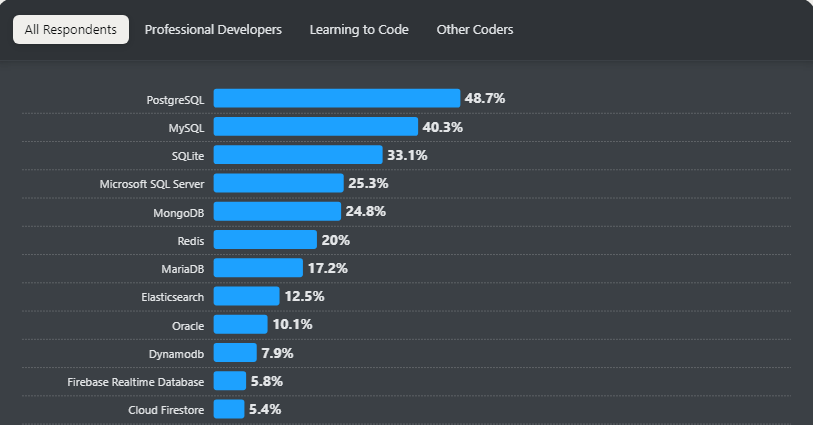 All Respondents Professional Developers Learning to Code Other Coders
PostgreSQL 48.7%
MySQL 40.3%
SQLite 33.1%
Microsoft SQL Server 25.3%
MongoDB 24.8%
Redis 20%
MariaDB 17.2%
Elasticsearch 12.5%
Oracle 10.1%
Dynamodb 7.9%
Firebase Realtime Database 5.8%
Cloud Firestore 5.4%